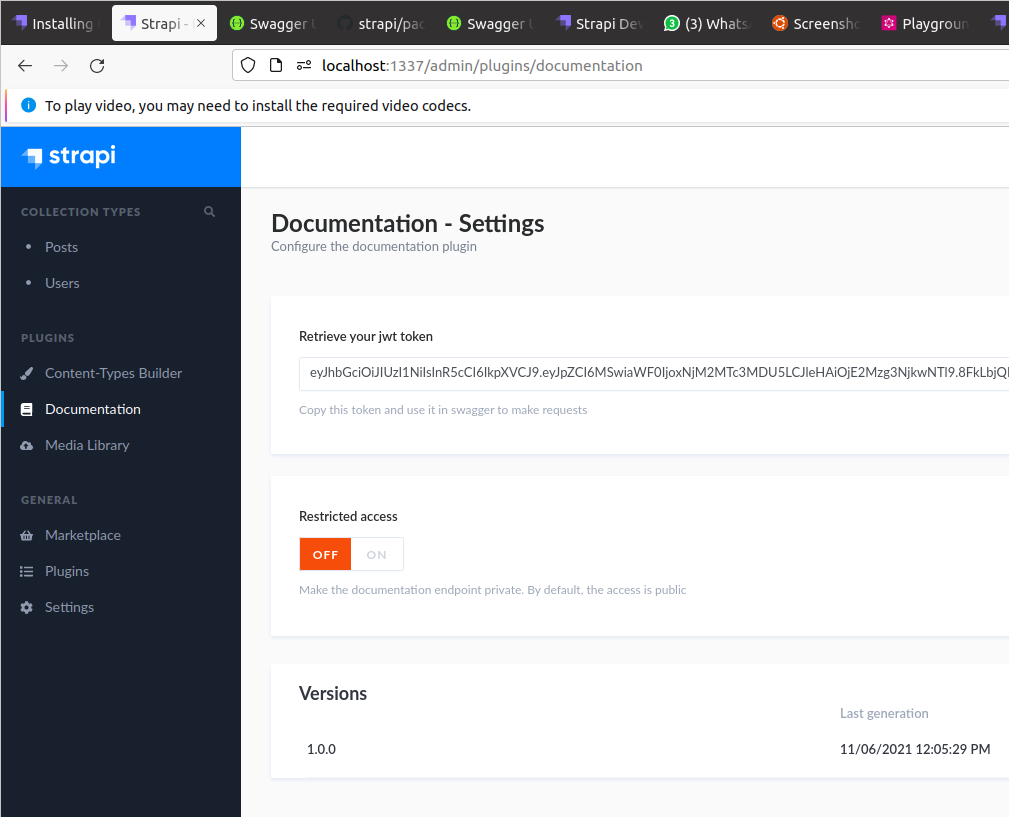 Installing
Strapi -
Swagger U
strapi/pac
Swagger U
Strapi Dev
(3) Whats
Screensho
Playgroun
localhost:1337/admin/plugins/documentation
To play video, you may need to install the required video codecs.
strapi
COLLECTION TYPES
Posts
Users
PLUGINS
Content-Types Builder
Documentation
Media Library
GENERAL
Marketplace
Plugins
Settings
Documentation - Settings
Configure the documentation plugin
Retrieve your jwt token
Copy this token and use it in swagger to make requests
Restricted access
OFF ON
Make the documentation endpoint private. By default, the access is public
Versions
Last generation
1.0.0 11/06/2021 12:05:29 PM